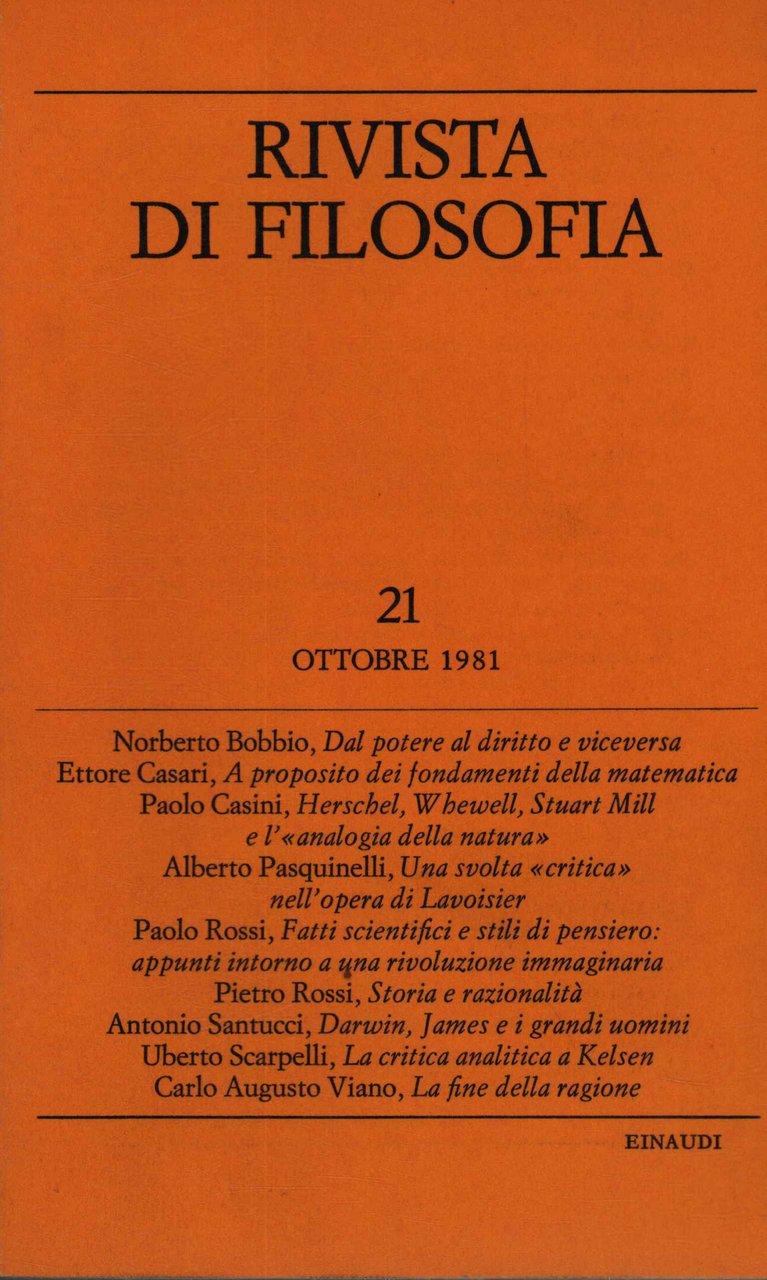 RIVISTA
DI FILOSOFIA
21
OTTOBRE 1981
Norberto Bobbio, Dal potere al diritto e viceversa
Ettore Casari, A proposito dei fondamenti della matematica
Paolo Casini, Herschel, Whewell, Stuart Mill
e l'«analogia della natura»
Alberto Pasquinelli, Una svolta «critica»
nell'opera di Lavoisier
Paolo Rossi, Fatti scientifici e stili di pensiero:
appunti intorno a una rivoluzione immaginaria
Pietro Rossi, Storia e razionalità
Antonio Santucci, Darwin, James e i grandi uomini
Uberto Scarpelli, La critica analitica a Kelsen
Carlo Augusto Viano, La fine della ragione
EINAUDI